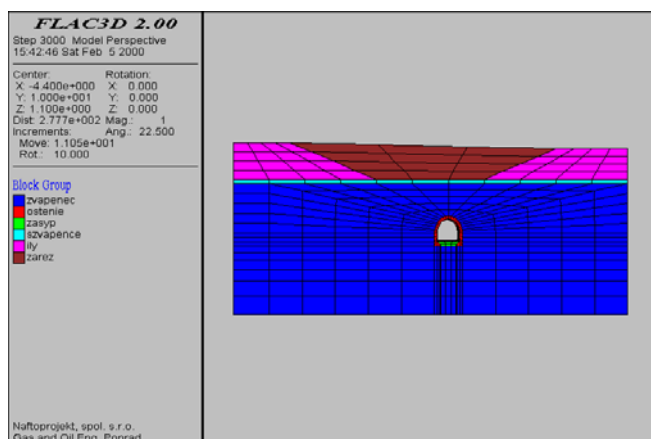 FLAC3D 2.00
Step 3000 Model Perspective
15:42:46 Sat Feb 5 2000
Center: Rotation:
X: -4.400e+000 X: 0.000
Y: 1.000e+001 Y: 0.000
Z: 1.100e+000 Z: 0.000
Dist: 2.777e+002 Mag.: 1
Increments: Ang.: 22.500
Move: 1.105e+001
Rot.: 10.000
Block Group
zvapenec
ostenie
zasyp
szvapence
ily
zarez
Naftoprojekt, spol. s.r.o.
Gas and Oil Eng. Poprad